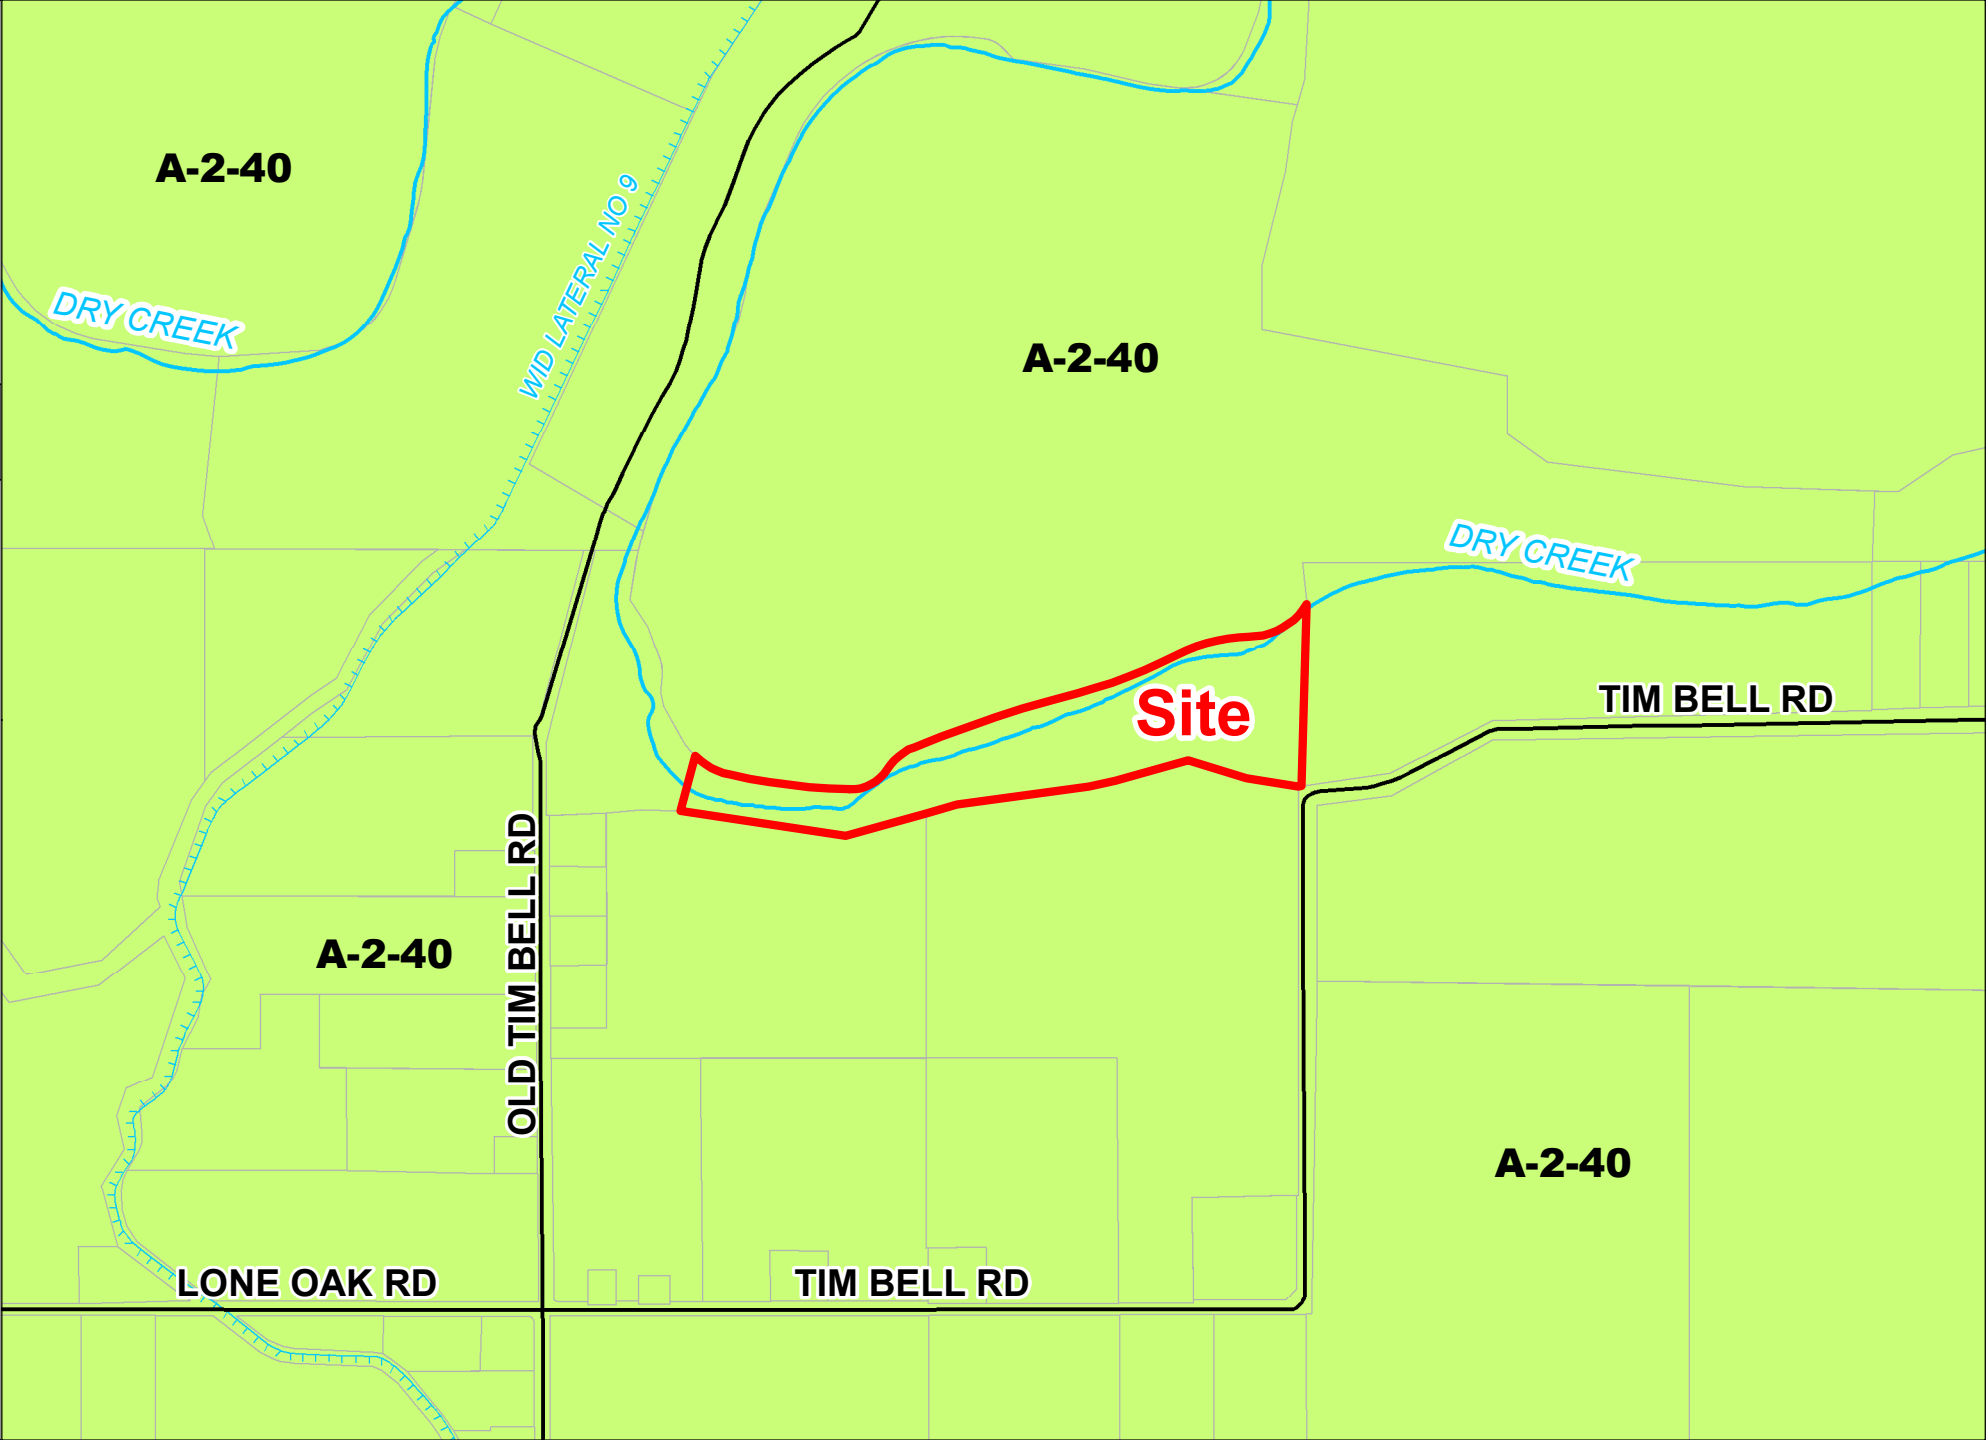 A-2-40
WID LATERAL NO 9
DRY CREEK
A-2-40
DRY CREEK
TIM BELL RD
Site
OLD TIM BELL RD
A-2-40
A-2-40
LONE OAK RD
TIM BELL RD